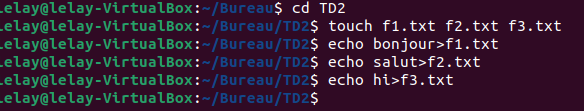 lelay@lelay-VirtualBox:~/Bureau$ cd TD2
lelay@lelay-VirtualBox:~/Bureau/TD2$ touch f1.txt f2.txt f3.txt
lelay@lelay-VirtualBox:~/Bureau/TD2$ echo bonjour>f1.txt
lelay@lelay-VirtualBox:~/Bureau/TD2$ echo salut>f2.txt
lelay@lelay-VirtualBox:~/Bureau/TD2$ echo hi>f3.txt
lelay@lelay-VirtualBox:~/Bureau/TD2$